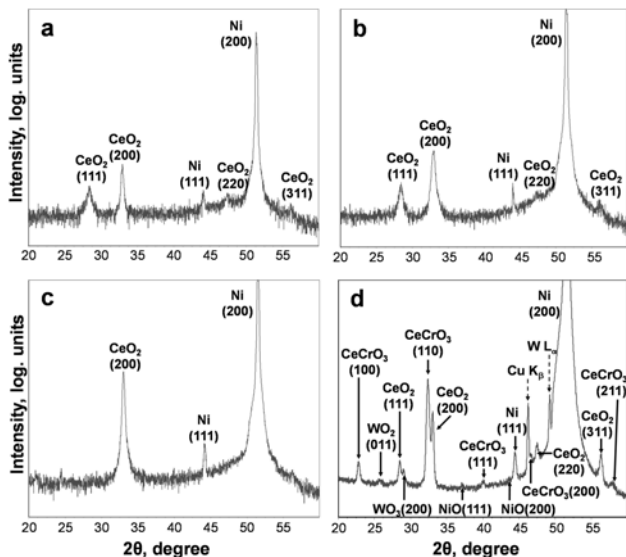 a
Ni
(200)
CeO₂
(111)
CeO₂
(200)
Ni
(111)
CeO₂
(220)
CeO₂
(311)
Intensity, log. units
20 25 30 35 40 45 50 55
b
Ni
(200)
CeO₂
(111)
CeO₂
(200)
Ni
(111)
CeO₂
(220)
CeO₂
(311)
20 25 30 35 40 45 50 55
c
Ni
(200)
CeO₂
(200)
Ni
(111)
Intensity, log. units
20 25 30 35 40 45 50 55
2θ, degree
d
Ni
(200)
W Lα
Cu Kβ
CeCrO₃
(100)
WO₂
(011)
CeO₂
(111)
CeCrO₃
(110)
CeO₂
(200)
CeCrO₃
(111)
Ni
(111)
CeO₂
(220)
CeO₂
(311)
CeCrO₃
(211)
CeCrO₃(200)
WO₃(200) NiO(111) NiO(200)
20 25 30 35 40 45 50 55
2θ, degree